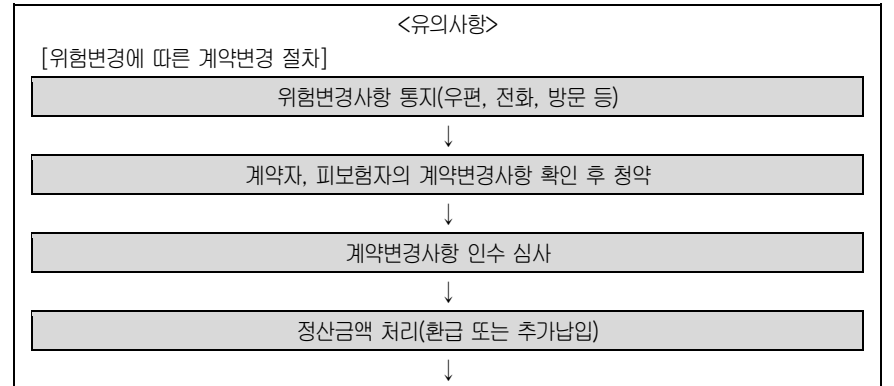 <유의사항>
[위험변경에 따른 계약변경 절차]
위험변경사항 통지(우편, 전화, 방문 등)
↓
계약자, 피보험자의 계약변경사항 확인 후 청약
↓
계약변경사항 인수 심사
↓
정산금액 처리(환급 또는 추가납입)
↓